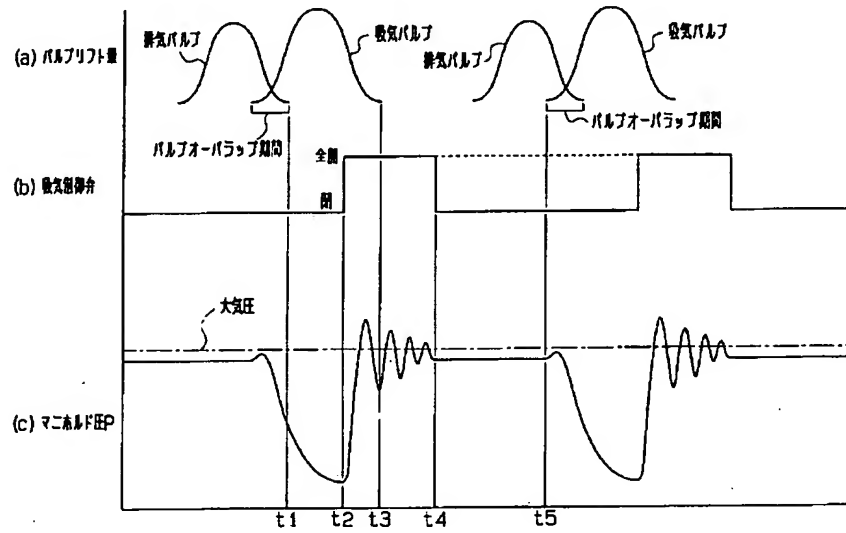 (a) バルブリフト量
排気バルブ
吸気バルブ
排気バルブ
吸気バルブ
バルブオーバラップ期間
バルブオーバラップ期間
(b) 吸気制御弁
全開
閉
大気圧
(c) マニホルド圧P
t1
t2
t3
t4
t5